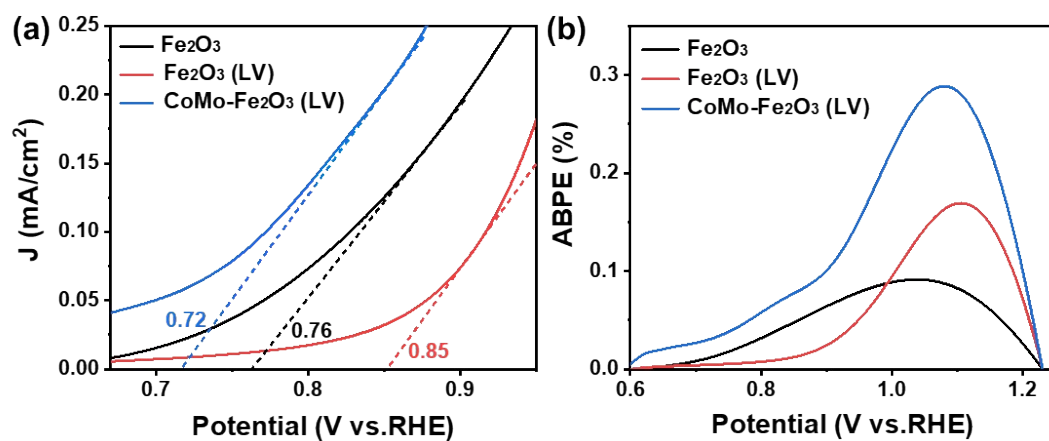 (a)
Fe₂O₃
Fe₂O₃ (LV)
CoMo-Fe₂O₃ (LV)
0.25
0.20
0.15
0.10
0.05
0.00
J (mA/cm²)
0.72
0.76
0.85
0.7
0.8
0.9
Potential (V vs.RHE)
(b)
Fe₂O₃
Fe₂O₃ (LV)
CoMo-Fe₂O₃ (LV)
0.3
0.2
0.1
0.0
ABPE (%)
0.6
0.8
1.0
1.2
Potential (V vs.RHE)